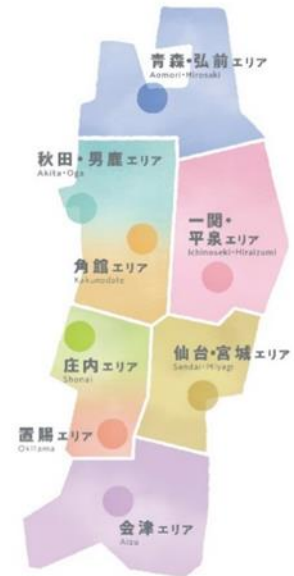 青森・弘前エリア
Aomori・Hirosaki
秋田・男鹿エリア
Akita・Oga
一関・
平泉エリア
Ichinoseki・Hiraizumi
角館エリア
Kakunodate
仙台・宮城エリア
Sendai・Miyagi
庄内エリア
Shonai
置賜エリア
Okitama
会津エリア
Aizu